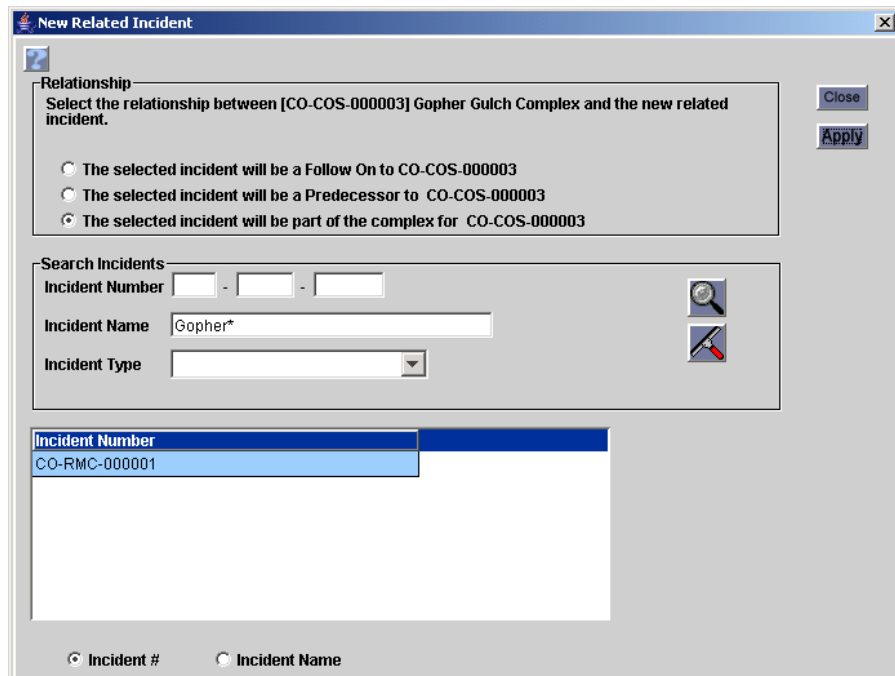 New Related Incident
?
Relationship
Select the relationship between [CO-COS-000003] Gopher Gulch Complex and the new related
incident.
Close
Apply
The selected incident will be a Follow On to CO-COS-000003
The selected incident will be a Predecessor to CO-COS-000003
The selected incident will be part of the complex for CO-COS-000003
Search Incidents
Incident Number - -
Incident Name Gopher*
Incident Type
Incident Number
CO-RMC-000001
Incident # Incident Name